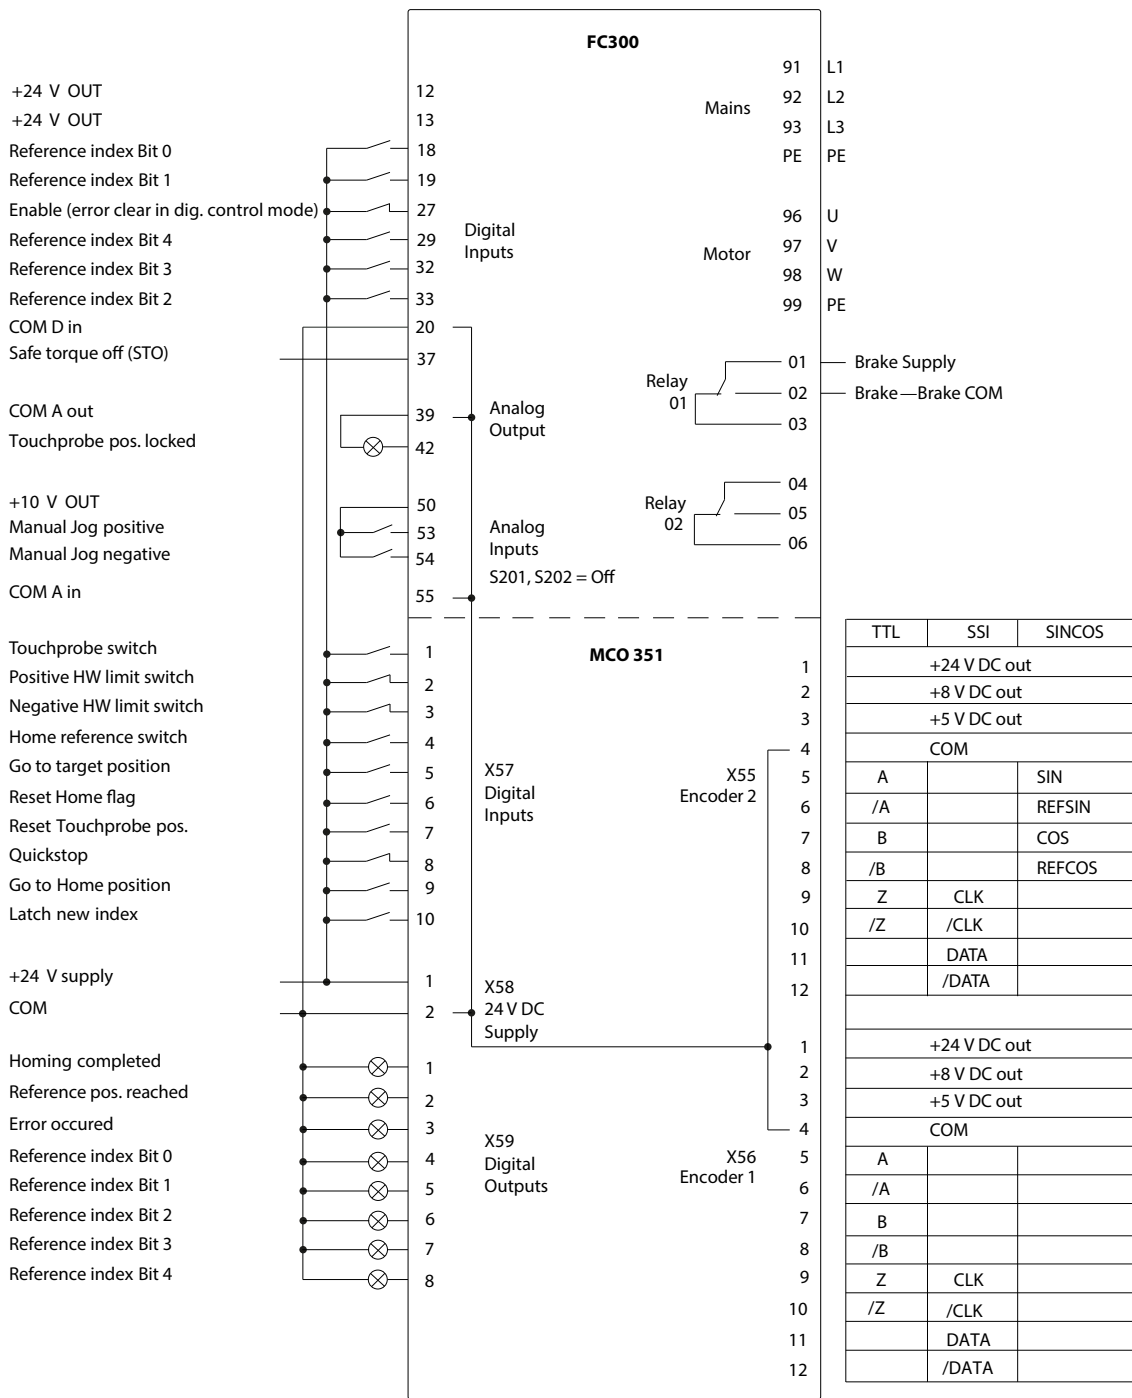 FC300
91 L1
+24 V OUT 12
Mains 92 L2
+24 V OUT 13
93 L3
Reference index Bit 0 18
PE PE
Reference index Bit 1 19
Enable (error clear in dig. control mode) 27
96 U
Digital
Inputs
Reference index Bit 4 29
Motor 97 V
Reference index Bit 3 32
98 W
Reference index Bit 2 33
99 PE
COM D in 20
Safe torque off (STO) 37
01 Brake Supply
Relay
01
02 Brake—Brake COM
03
COM A out 39
Analog
Output
Touchprobe pos. locked 42
04
+10 V OUT 50
Relay
02
05
Manual Jog positive 53
Analog
Inputs
06
Manual Jog negative 54
S201, S202 = Off
COM A in 55
TTL SSI SINCOS
Touchprobe switch 1
MCO 351
1 +24 V DC out
Positive HW limit switch 2
2 +8 V DC out
Negative HW limit switch 3
3 +5 V DC out
Home reference switch 4
4 COM
Go to target position 5
X57
Digital
Inputs
X55
Encoder 2
5 A SIN
Reset Home flag 6
6 /A REFSIN
Reset Touchprobe pos. 7
7 B COS
Quickstop 8
8 /B REFCOS
Go to Home position 9
9 Z CLK
Latch new index 10
10 /Z /CLK
11 DATA
+24 V supply 1
12 /DATA
X58
24 V DC
Supply
COM 2
1 +24 V DC out
Homing completed 1
2 +8 V DC out
Reference pos. reached 2
3 +5 V DC out
Error occured 3
4 COM
X59
Digital
Outputs
Reference index Bit 0 4
X56
Encoder 1
5 A
Reference index Bit 1 5
6 /A
Reference index Bit 2 6
7 B
Reference index Bit 3 7
8 /B
Reference index Bit 4 8
9 Z CLK
10 /Z /CLK
11 DATA
12 /DATA